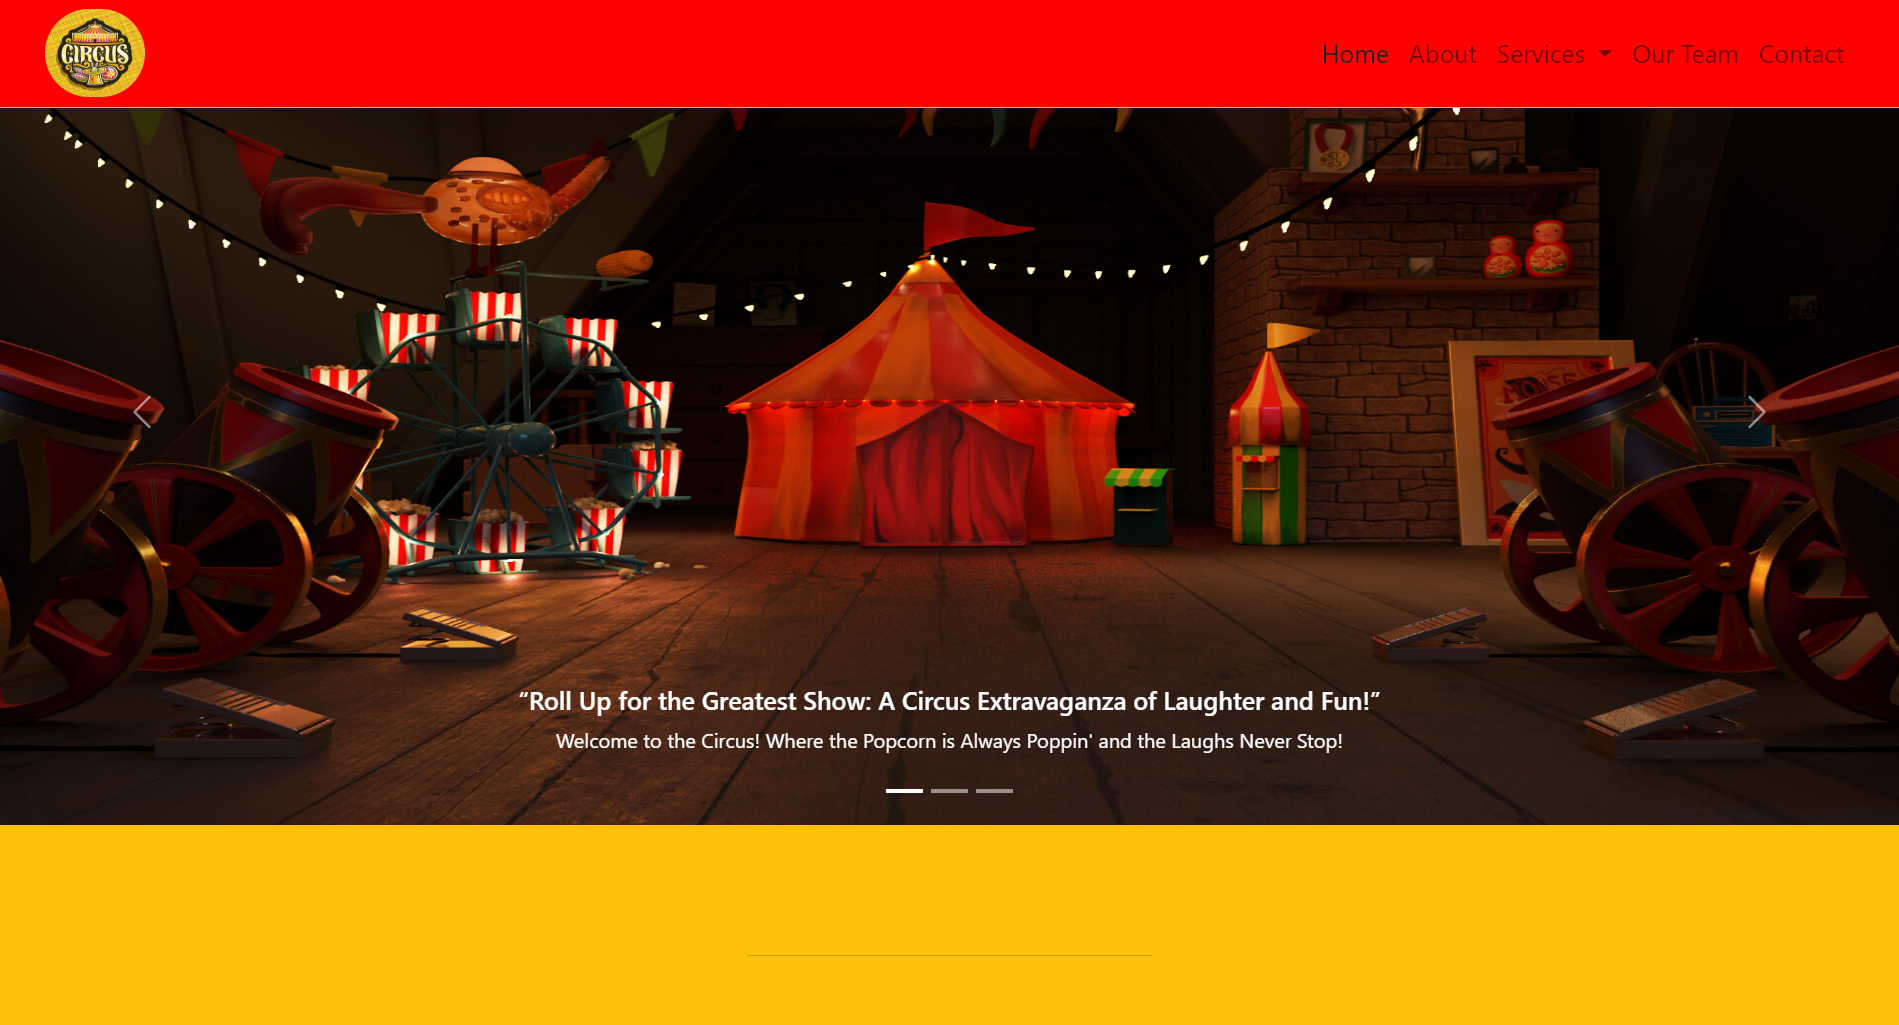 CIRCUS
Home About Services Our Team Contact
“Roll Up for the Greatest Show: A Circus Extravaganza of Laughter and Fun!”
Welcome to the Circus! Where the Popcorn is Always Poppin' and the Laughs Never Stop!